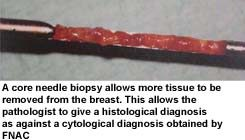 A core needle biopsy allows more tissue to be
removed from the breast. This allows the
pathologist to give a histological diagnosis
as against a cytological diagnosis obtained by
FNAC